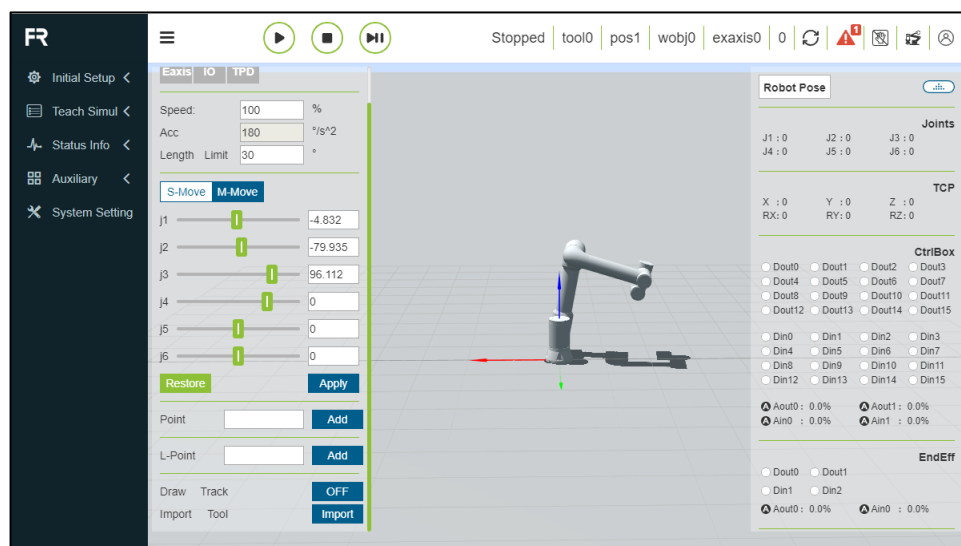 FR
Stopped tool0 pos1 wobj0 exaxis0 0 1
Initial Setup
Teach Simul
Status Info
Auxiliary
System Setting
Eaxis IO TPD
Speed: 100 %
Acc 180 °/s^2
Length Limit 30 °
S-Move M-Move
j1 -4.832
j2 -79.935
j3 96.112
j4 0
j5 0
j6 0
Restore Apply
Point Add
L-Point Add
Draw Track OFF
Import Tool Import
Robot Pose
Joints
J1 : 0 J2 : 0 J3 : 0
J4 : 0 J5 : 0 J6 : 0
TCP
X : 0 Y : 0 Z : 0
RX: 0 RY: 0 RZ: 0
CtrlBox
Dout0 Dout1 Dout2 Dout3
Dout4 Dout5 Dout6 Dout7
Dout8 Dout9 Dout10 Dout11
Dout12 Dout13 Dout14 Dout15
Din0 Din1 Din2 Din3
Din4 Din5 Din6 Din7
Din8 Din9 Din10 Din11
Din12 Din13 Din14 Din15
A Aout0 : 0.0% A Aout1 : 0.0%
A Ain0 : 0.0% A Ain1 : 0.0%
EndEff
Dout0 Dout1
Din1 Din2
A Aout0 : 0.0% A Ain0 : 0.0%